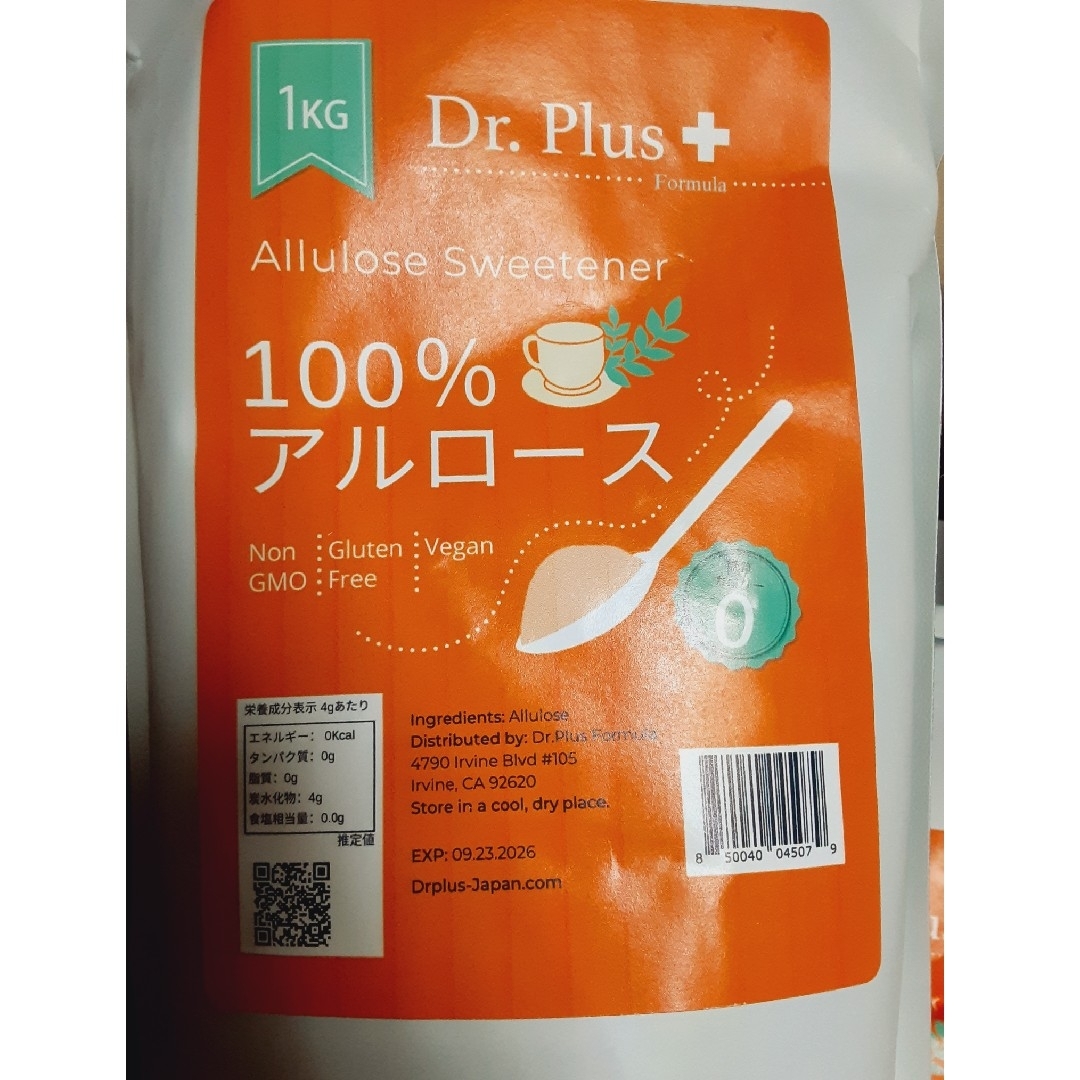 1KG
Dr. Plus
Formula
Allulose Sweetener
100%
アルロース
Non
GMO
Gluten
Free
Vegan
0
栄養成分表示 4gあたり
エネルギー： 0Kcal
タンパク質：0g
脂質：0g
炭水化物：4g
食塩相当量：0.0g
推定値
Ingredients: Allulose
Distributed by: Dr.Plus Formula
4790 Irvine Blvd #105
Irvine, CA 92620
Store in a cool, dry place.
EXP: 09.23.2026
Drplus-Japan.com
8 50040 04507 9